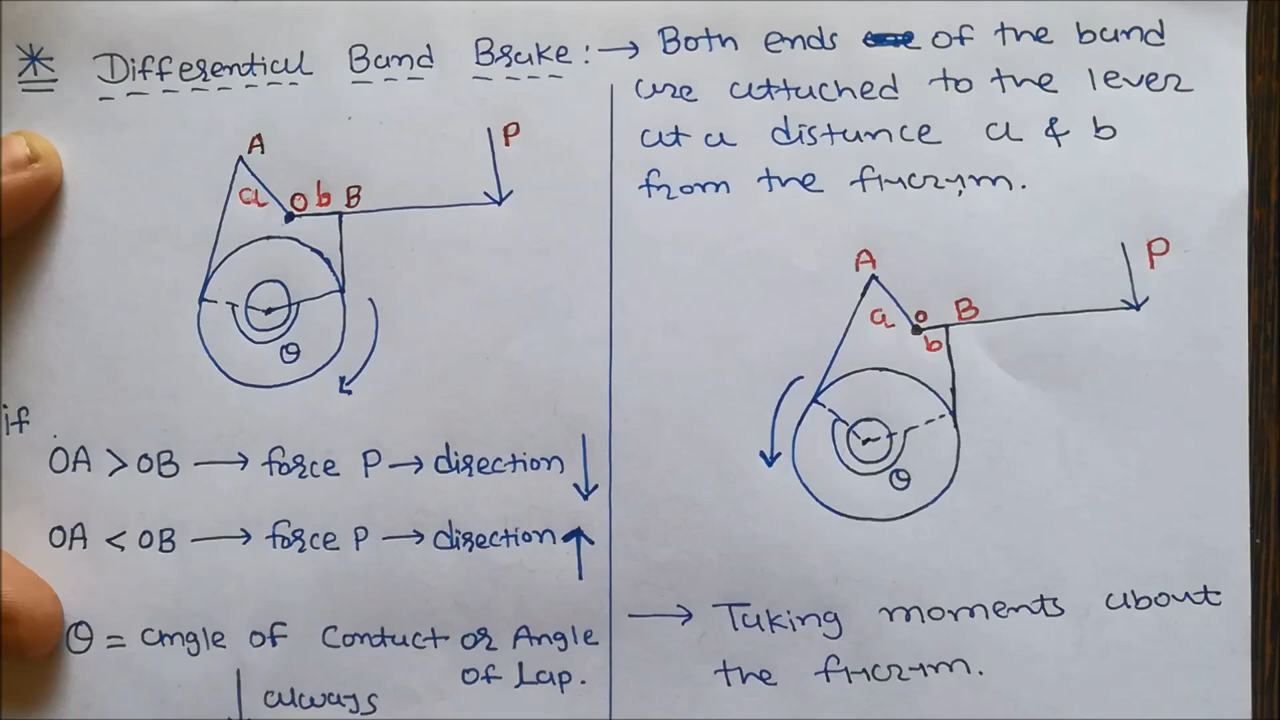 * Differential Band Brake :→ Both ends of the band
are attached to the lever
at a distance a & b
from the fulcrum.
A
a
O
b
B
P
θ
if
OA > OB → force P → direction ↓
OA < OB → force P → direction ↑
θ = angle of Contact or Angle
of Lap.
always
A
a
o
B
b
P
θ
→ Taking moments about
the fulcrum.